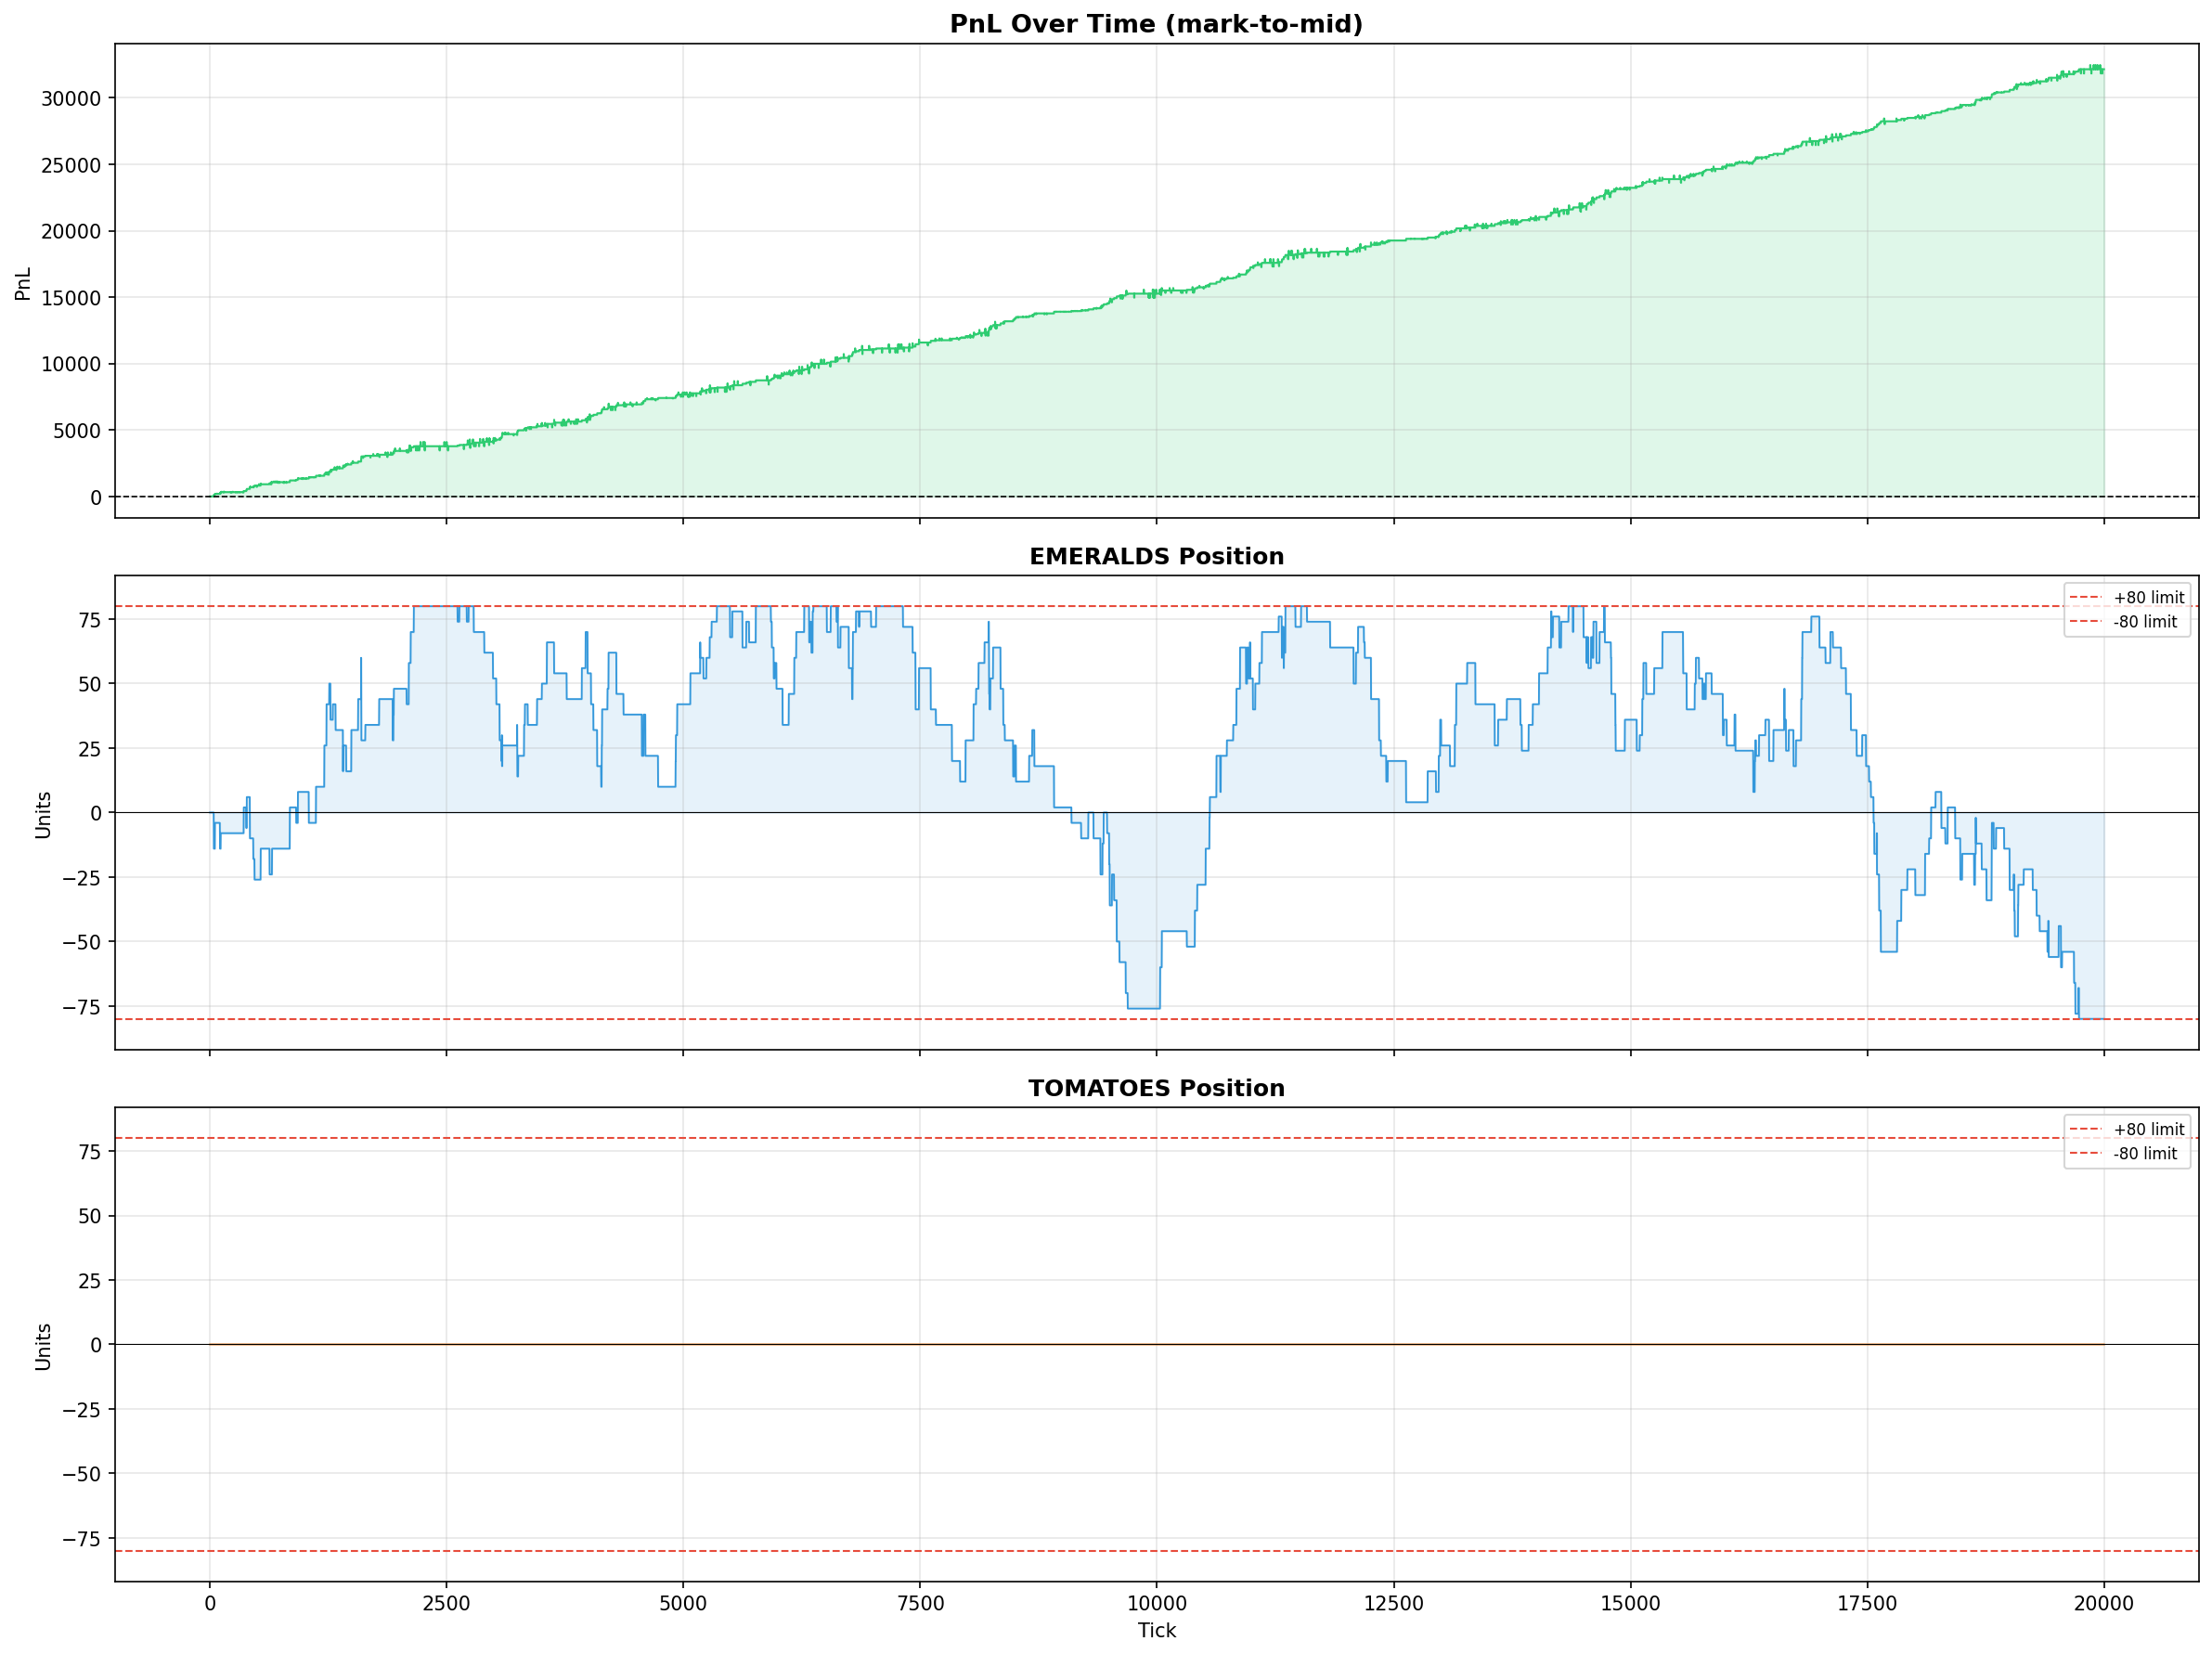 PnL Over Time (mark-to-mid)
30000
25000
20000
15000
10000
5000
0
PnL
EMERALDS Position
+80 limit
-80 limit
75
50
25
0
−25
−50
−75
Units
TOMATOES Position
+80 limit
-80 limit
75
50
25
0
−25
−50
−75
Units
0 2500 5000 7500 10000 12500 15000 17500 20000
Tick